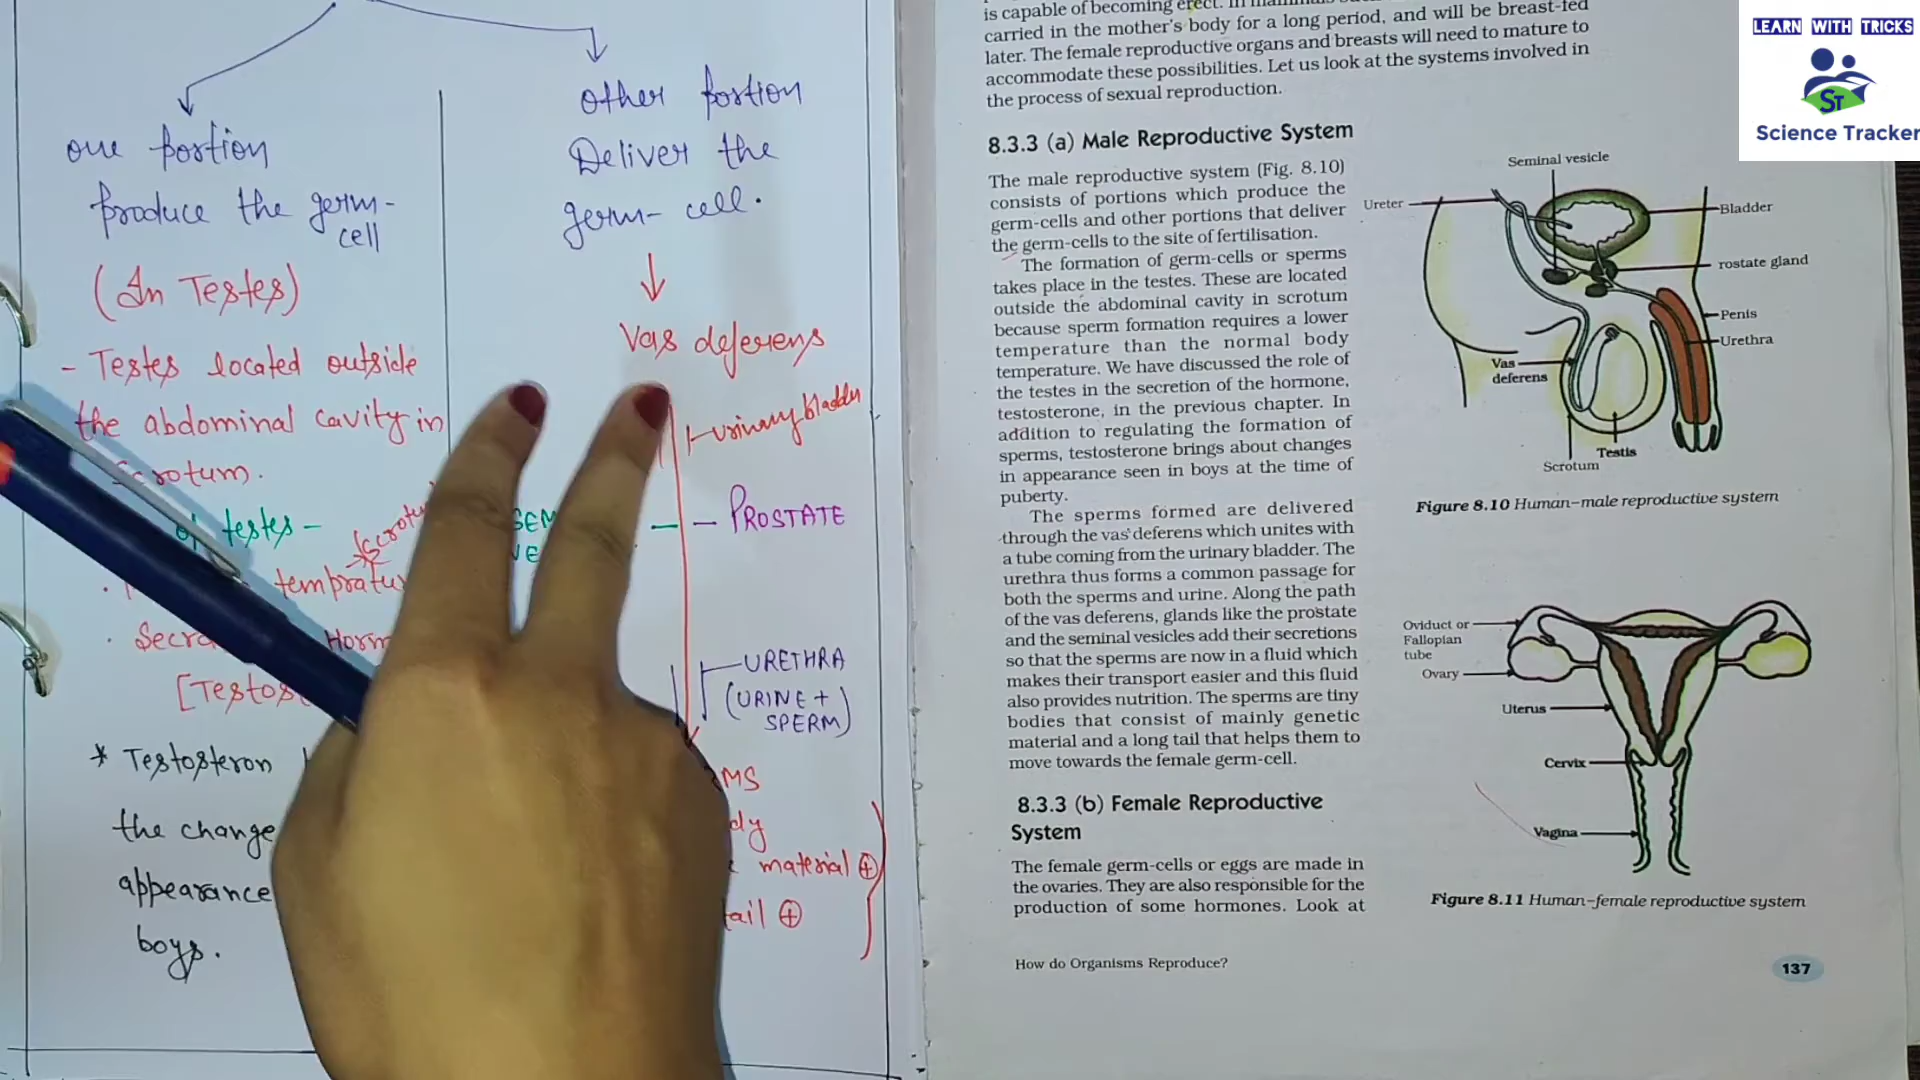 One portion
produce the germ-
cell
(In Testes)
- Testes located outside
the abdominal cavity in
Scrotum.
of testes -
(Scrotu
tempratu
Secr
Horm
[Testos
* Testosteron
the change
appearance
boys.
Other portion
Deliver the
germ- cell.
Vas deferens
urinary bladder
SEM
VE
PROSTATE
URETHRA
(URINE +
SPERM)
MS
dy
material +
tail +
is capable of becoming erect. In mammals
carried in the mother's body for a long period, and will be breast-fed
later. The female reproductive organs and breasts will need to mature to
accommodate these possibilities. Let us look at the systems involved in
the process of sexual reproduction.
8.3.3 (a) Male Reproductive System
The male reproductive system (Fig. 8.10)
consists of portions which produce the
germ-cells and other portions that deliver
the germ-cells to the site of fertilisation.
The formation of germ-cells or sperms
takes place in the testes. These are located
outside the abdominal cavity in scrotum
because sperm formation requires a lower
temperature than the normal body
temperature. We have discussed the role of
the testes in the secretion of the hormone,
testosterone, in the previous chapter. In
addition to regulating the formation of
sperms, testosterone brings about changes
in appearance seen in boys at the time of
puberty.
The sperms formed are delivered
through the vas deferens which unites with
a tube coming from the urinary bladder. The
urethra thus forms a common passage for
both the sperms and urine. Along the path
of the vas deferens, glands like the prostate
and the seminal vesicles add their secretions
so that the sperms are now in a fluid which
makes their transport easier and this fluid
also provides nutrition. The sperms are tiny
bodies that consist of mainly genetic
material and a long tail that helps them to
move towards the female germ-cell.
8.3.3 (b) Female Reproductive
System
The female germ-cells or eggs are made in
the ovaries. They are also responsible for the
production of some hormones. Look at
How do Organisms Reproduce?
Seminal vesicle
Ureter
Bladder
rostate gland
Penis
Urethra
Vas
deferens
Testis
Scrotum
Figure 8.10 Human–male reproductive system
Oviduct or
Fallopian
tube
Ovary
Uterus
Cervix
Vagina
Figure 8.11 Human–female reproductive system
137
LEARN WITH TRICKS
ST
Science Tracker